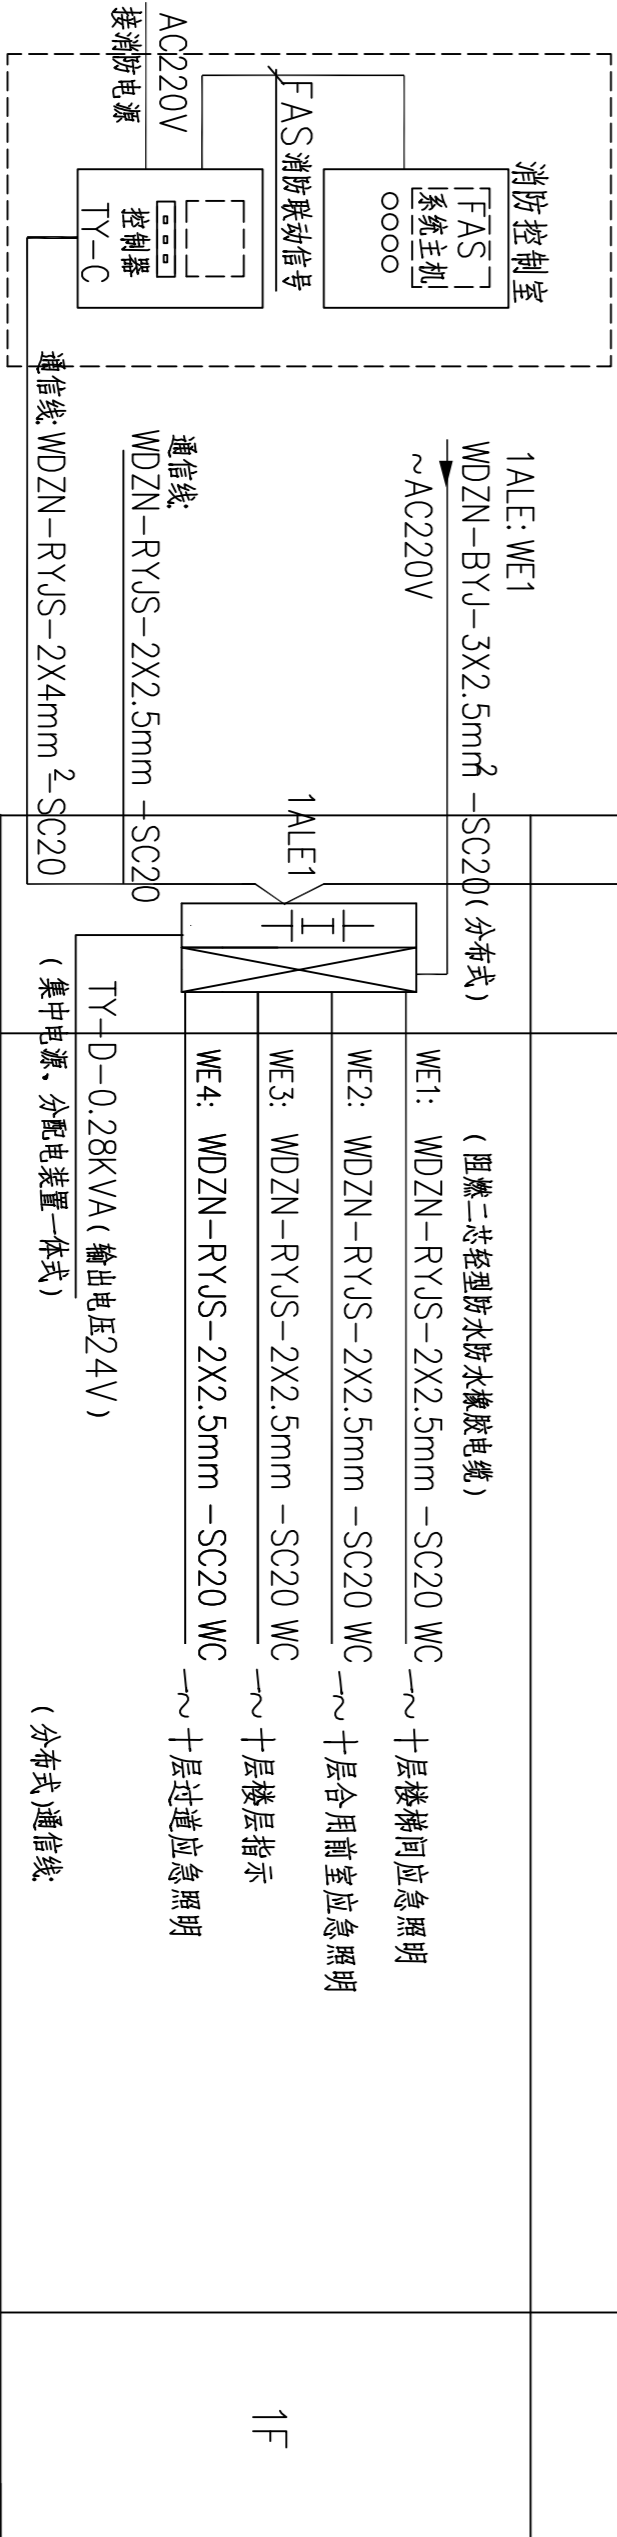 消防控制室
FAS
系统主机
FAS消防联动信号
控制器
TY-C
AC220V
接消防电源
1ALE: WE1
WDZN-BYJ-3X2.5mm²-SC20(分布式)
~AC220V
通信线:
WDZN-RYJS-2X2.5mm -SC20
通信线:WDZN-RYJS-2X4mm²-SC20
1ALE1
(阻燃二芯轻型防水防水橡胶电缆)
WE1: WDZN-RYJS-2X2.5mm -SC20 WC 一~十层楼梯间应急照明
WE2: WDZN-RYJS-2X2.5mm -SC20 WC 一~十层合用前室应急照明
WE3: WDZN-RYJS-2X2.5mm -SC20 WC 一~十层楼层指示
WE4: WDZN-RYJS-2X2.5mm -SC20 WC 一~十层过道应急照明
TY-D-0.28KVA(输出电压24V)
(集中电源、分配电装置一体式)
(分布式)通信线:
1F